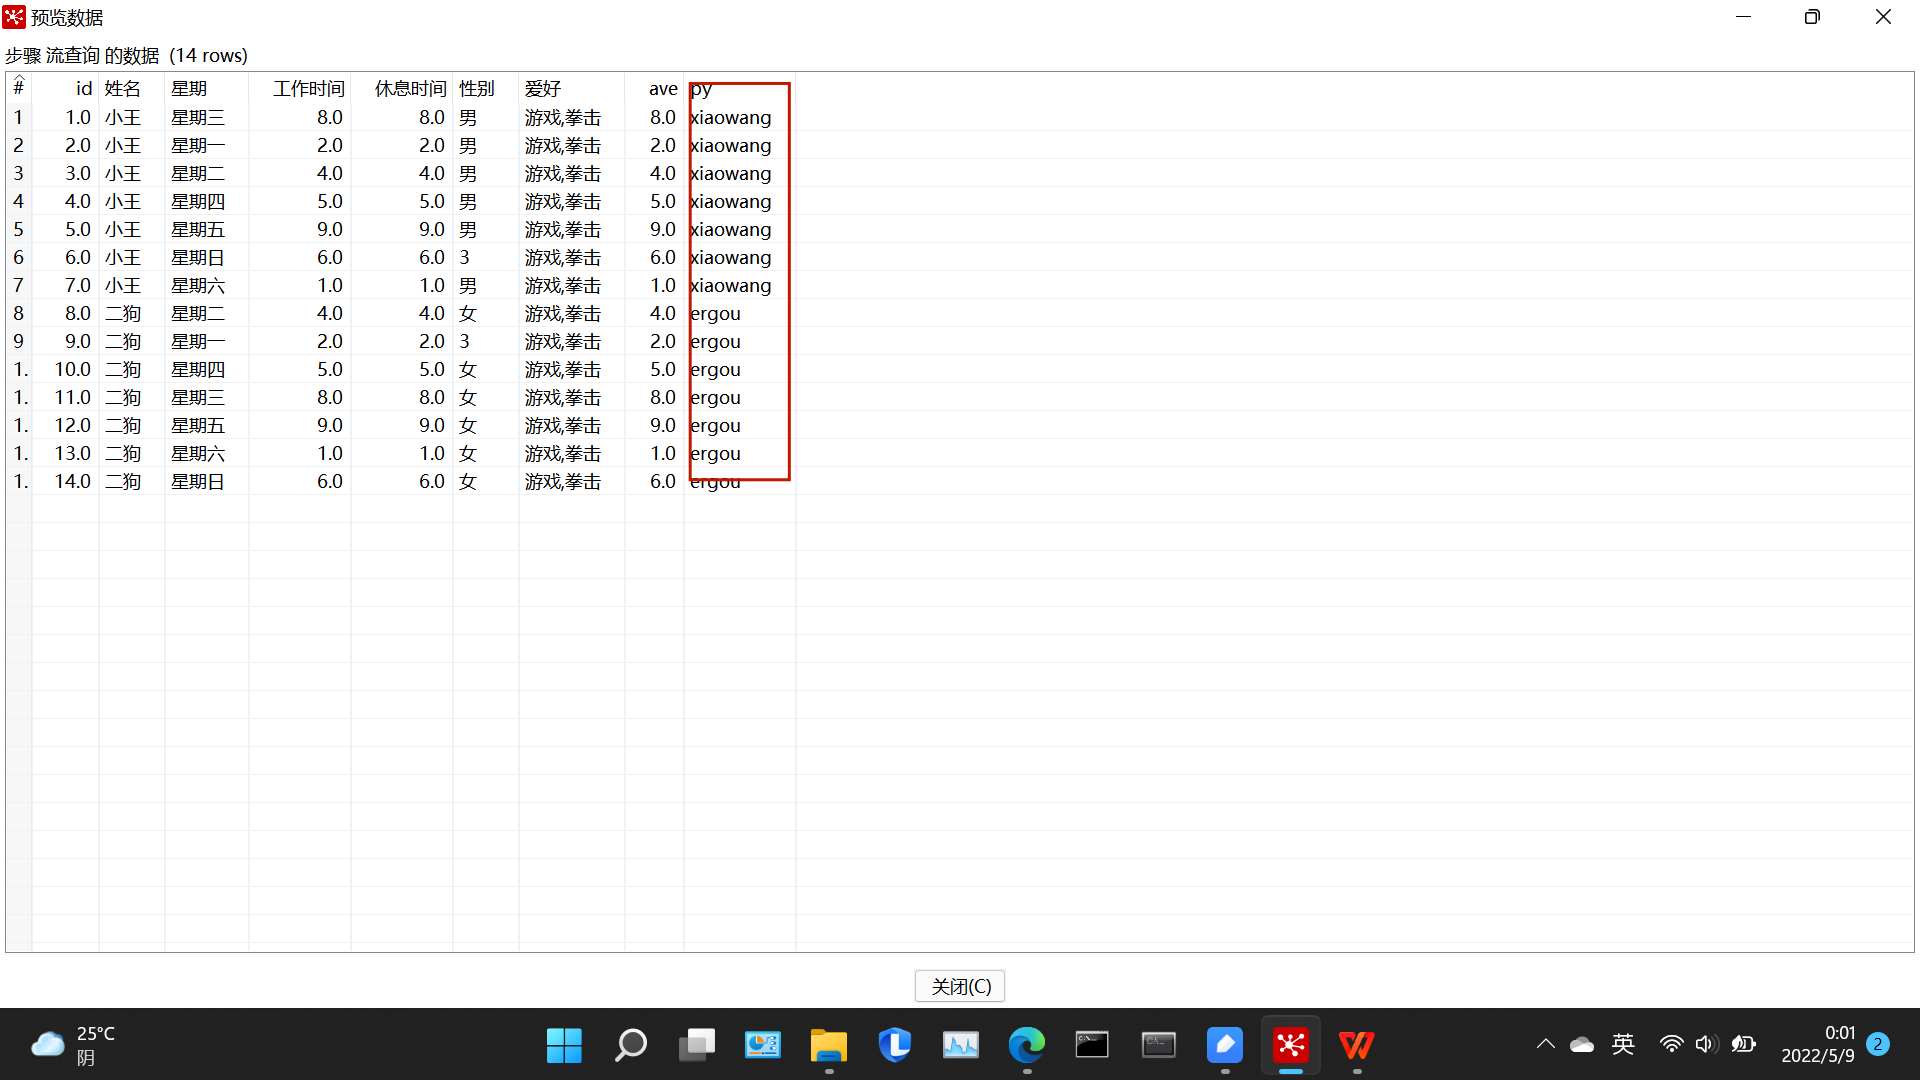 预览数据
步骤 流查询 的数据 (14 rows)
# id 姓名 星期 工作时间 休息时间 性别 爱好 ave py
1 1.0 小王 星期三 8.0 8.0 男 游戏,拳击 8.0 xiaowang
2 2.0 小王 星期一 2.0 2.0 男 游戏,拳击 2.0 xiaowang
3 3.0 小王 星期二 4.0 4.0 男 游戏,拳击 4.0 xiaowang
4 4.0 小王 星期四 5.0 5.0 男 游戏,拳击 5.0 xiaowang
5 5.0 小王 星期五 9.0 9.0 男 游戏,拳击 9.0 xiaowang
6 6.0 小王 星期日 6.0 6.0 3 游戏,拳击 6.0 xiaowang
7 7.0 小王 星期六 1.0 1.0 男 游戏,拳击 1.0 xiaowang
8 8.0 二狗 星期二 4.0 4.0 女 游戏,拳击 4.0 ergou
9 9.0 二狗 星期一 2.0 2.0 3 游戏,拳击 2.0 ergou
1. 10.0 二狗 星期四 5.0 5.0 女 游戏,拳击 5.0 ergou
1. 11.0 二狗 星期三 8.0 8.0 女 游戏,拳击 8.0 ergou
1. 12.0 二狗 星期五 9.0 9.0 女 游戏,拳击 9.0 ergou
1. 13.0 二狗 星期六 1.0 1.0 女 游戏,拳击 1.0 ergou
1. 14.0 二狗 星期日 6.0 6.0 女 游戏,拳击 6.0 ergou
关闭(C)
25°C
阴
英
0:01
2022/5/9
2